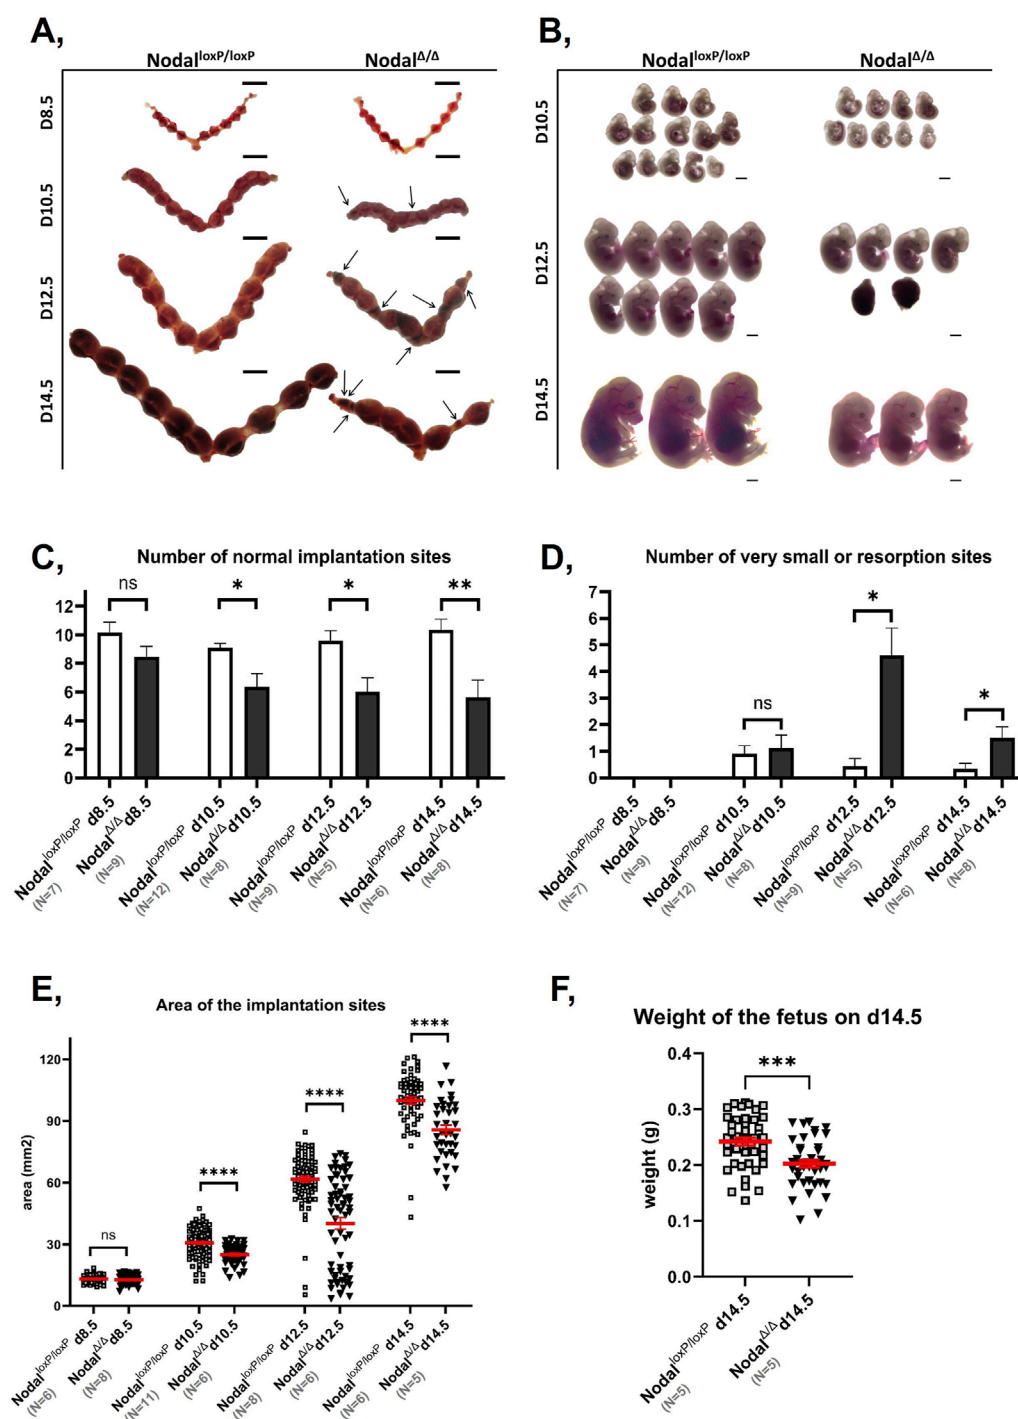 A,
Nodal^loxP/loxP Nodal^Δ/Δ
D8.5
D10.5
D12.5
D14.5
B,
Nodal^loxP/loxP Nodal^Δ/Δ
D10.5
D12.5
D14.5
C,
Number of normal implantation sites
ns * * **
12
10
8
6
4
2
0
Nodal^loxP/loxP d8.5
(N=7)
Nodal^Δ/Δ d8.5
(N=9)
Nodal^loxP/loxP d10.5
(N=12)
Nodal^Δ/Δ d10.5
(N=8)
Nodal^loxP/loxP d12.5
(N=9)
Nodal^Δ/Δ d12.5
(N=5)
Nodal^loxP/loxP d14.5
(N=6)
Nodal^Δ/Δ d14.5
(N=8)
D,
Number of very small or resorption sites
ns * *
7
6
5
4
3
2
1
0
Nodal^loxP/loxP d8.5
(N=7)
Nodal^Δ/Δ d8.5
(N=9)
Nodal^loxP/loxP d10.5
(N=12)
Nodal^Δ/Δ d10.5
(N=8)
Nodal^loxP/loxP d12.5
(N=9)
Nodal^Δ/Δ d12.5
(N=5)
Nodal^loxP/loxP d14.5
(N=6)
Nodal^Δ/Δ d14.5
(N=8)
E,
Area of the implantation sites
ns **** **** ****
area (mm2)
120
90
60
30
0
Nodal^loxP/loxP d8.5
(N=6)
Nodal^Δ/Δ d8.5
(N=8)
Nodal^loxP/loxP d10.5
(N=11)
Nodal^Δ/Δ d10.5
(N=6)
Nodal^loxP/loxP d12.5
(N=8)
Nodal^Δ/Δ d12.5
(N=6)
Nodal^loxP/loxP d14.5
(N=6)
Nodal^Δ/Δ d14.5
(N=5)
F,
Weight of the fetus on d14.5
***
weight (g)
0.4
0.3
0.2
0.1
0.0
Nodal^loxP/loxP d14.5
(N=5)
Nodal^Δ/Δ d14.5
(N=5)